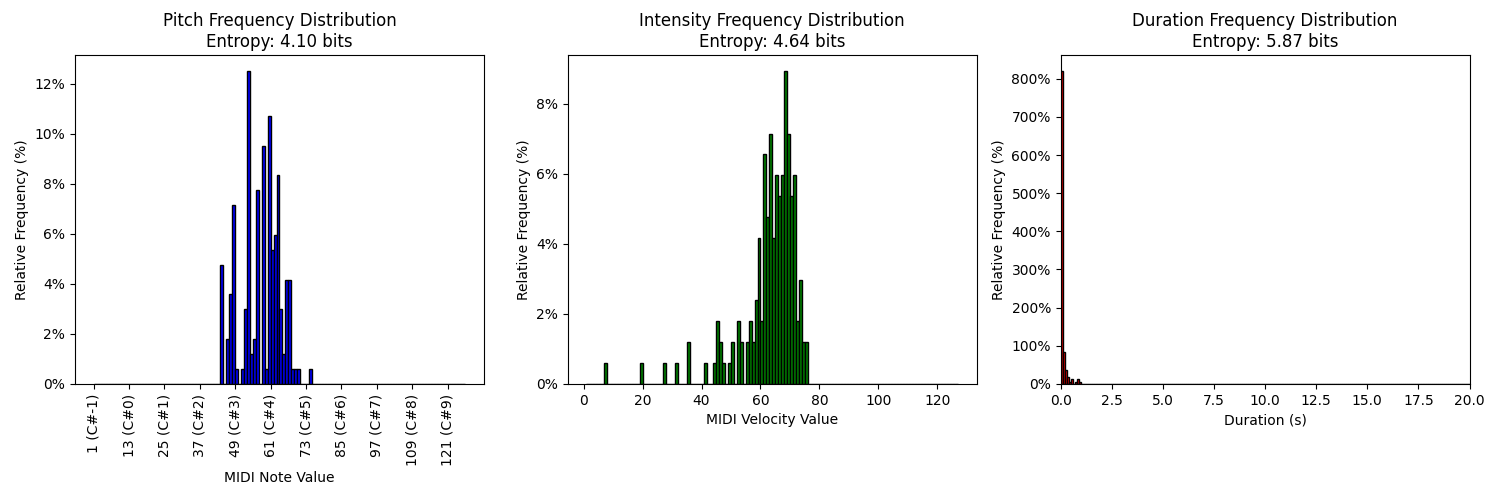 Pitch Frequency Distribution
Entropy: 4.10 bits
Relative Frequency (%)
12%
10%
8%
6%
4%
2%
0%
1 (C#-1)
13 (C#0)
25 (C#1)
37 (C#2)
49 (C#3)
61 (C#4)
73 (C#5)
85 (C#6)
97 (C#7)
109 (C#8)
121 (C#9)
MIDI Note Value
Intensity Frequency Distribution
Entropy: 4.64 bits
Relative Frequency (%)
8%
6%
4%
2%
0%
0 20 40 60 80 100 120
MIDI Velocity Value
Duration Frequency Distribution
Entropy: 5.87 bits
Relative Frequency (%)
800%
700%
600%
500%
400%
300%
200%
100%
0%
0.0 2.5 5.0 7.5 10.0 12.5 15.0 17.5 20.0
Duration (s)